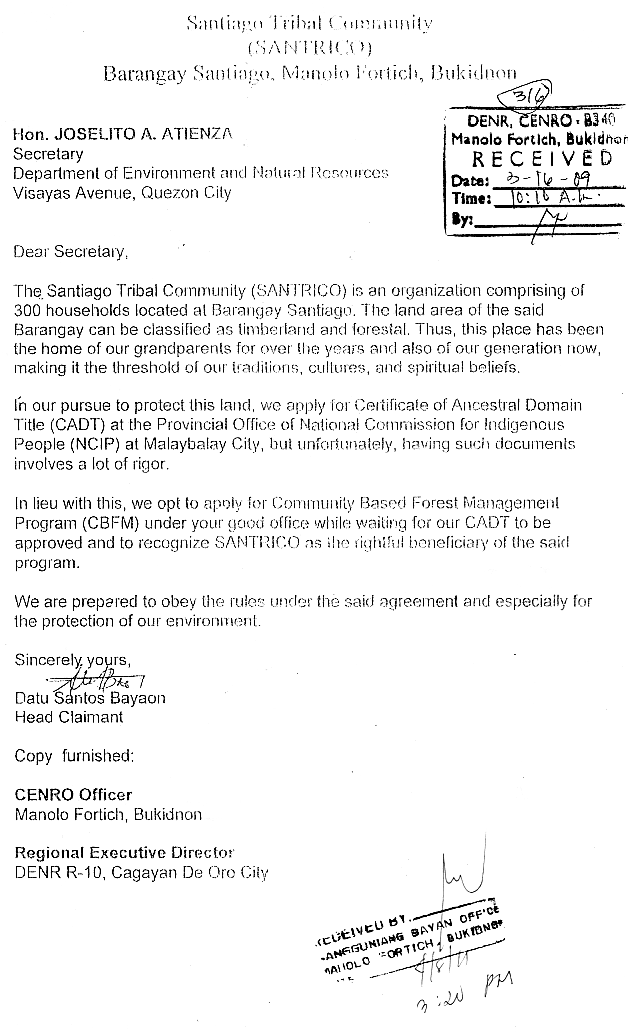 Santiago Tribal Community
(SANTRICO)
Barangay Santiago, Manolo Fortich, Bukidnon
316
DENR, CENRO - B340
Manolo Fortich, Bukidnon
RECEIVED
Date: 3-16-09
Time: 10:10 A.M.
By:
Hon. JOSELITO A. ATIENZA
Secretary
Department of Environment and Natural Resources
Visayas Avenue, Quezon City
Dear Secretary,
The Santiago Tribal Community (SANTRICO) is an organization comprising of
300 households located at Barangay Santiago. The land area of the said
Barangay can be classified as timberland and forestal. Thus, this place has been
the home of our grandparents for over the years and also of our generation now,
making it the threshold of our traditions, cultures, and spiritual beliefs.
In our pursue to protect this land, we apply for Certificate of Ancestral Domain
Title (CADT) at the Provincial Office of National Commission for Indigenous
People (NCIP) at Malaybalay City, but unfortunately, having such documents
involves a lot of rigor.
In lieu with this, we opt to apply for Community Based Forest Management
Program (CBFM) under your good office while waiting for our CADT to be
approved and to recognize SANTRICO as the rightful beneficiary of the said
program.
We are prepared to obey the rules under the said agreement and especially for
the protection of our environment.
Sincerely yours,
Datu Santos Bayaon
Head Claimant
Copy furnished:
CENRO Officer
Manolo Fortich, Bukidnon
Regional Executive Director
DENR R-10, Cagayan De Oro City
RECEIVED BY:
SANGGUNIANG BAYAN OFFICE
MANOLO FORTICH, BUKIDNON
3:20 PM